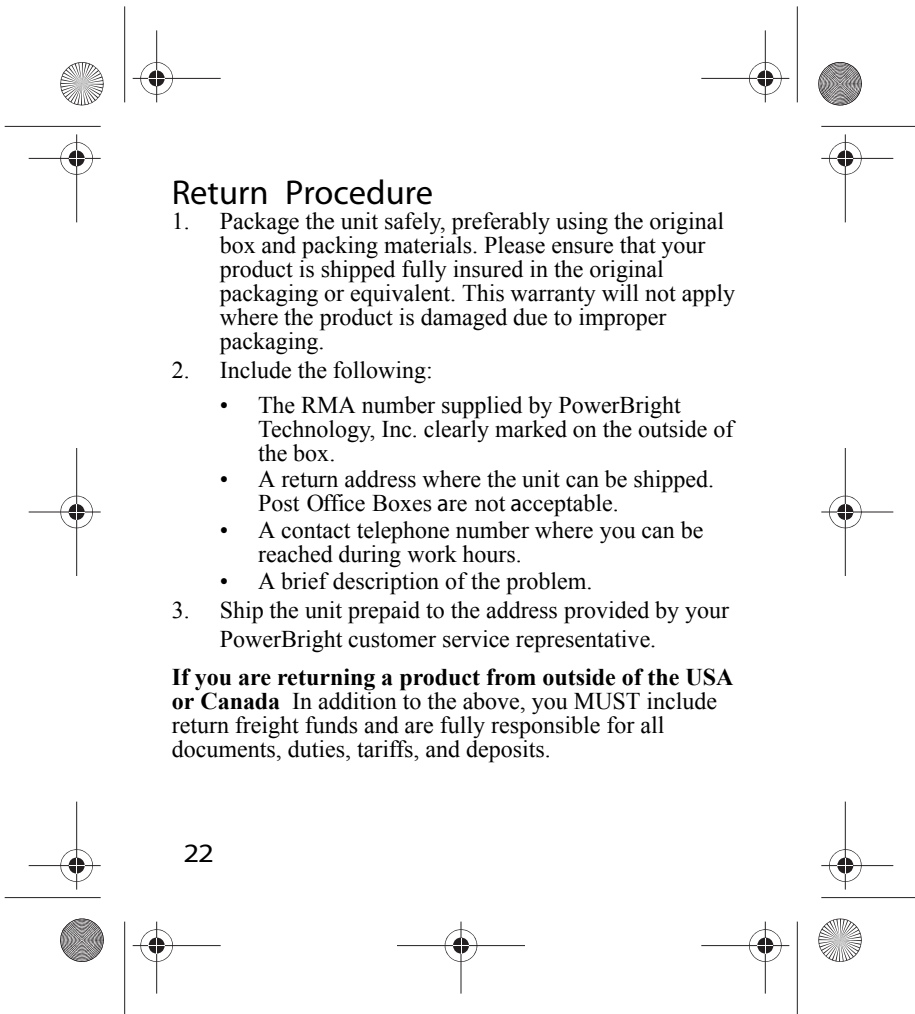 Return Procedure
1. Package the unit safely, preferably using the original
box and packing materials. Please ensure that your
product is shipped fully insured in the original
packaging or equivalent. This warranty will not apply
where the product is damaged due to improper
packaging.
2. Include the following:
• The RMA number supplied by PowerBright
Technology, Inc. clearly marked on the outside of
the box.
• A return address where the unit can be shipped.
Post Office Boxes are not acceptable.
• A contact telephone number where you can be
reached during work hours.
• A brief description of the problem.
3. Ship the unit prepaid to the address provided by your
PowerBright customer service representative.
If you are returning a product from outside of the USA
or Canada In addition to the above, you MUST include
return freight funds and are fully responsible for all
documents, duties, tariffs, and deposits.
22